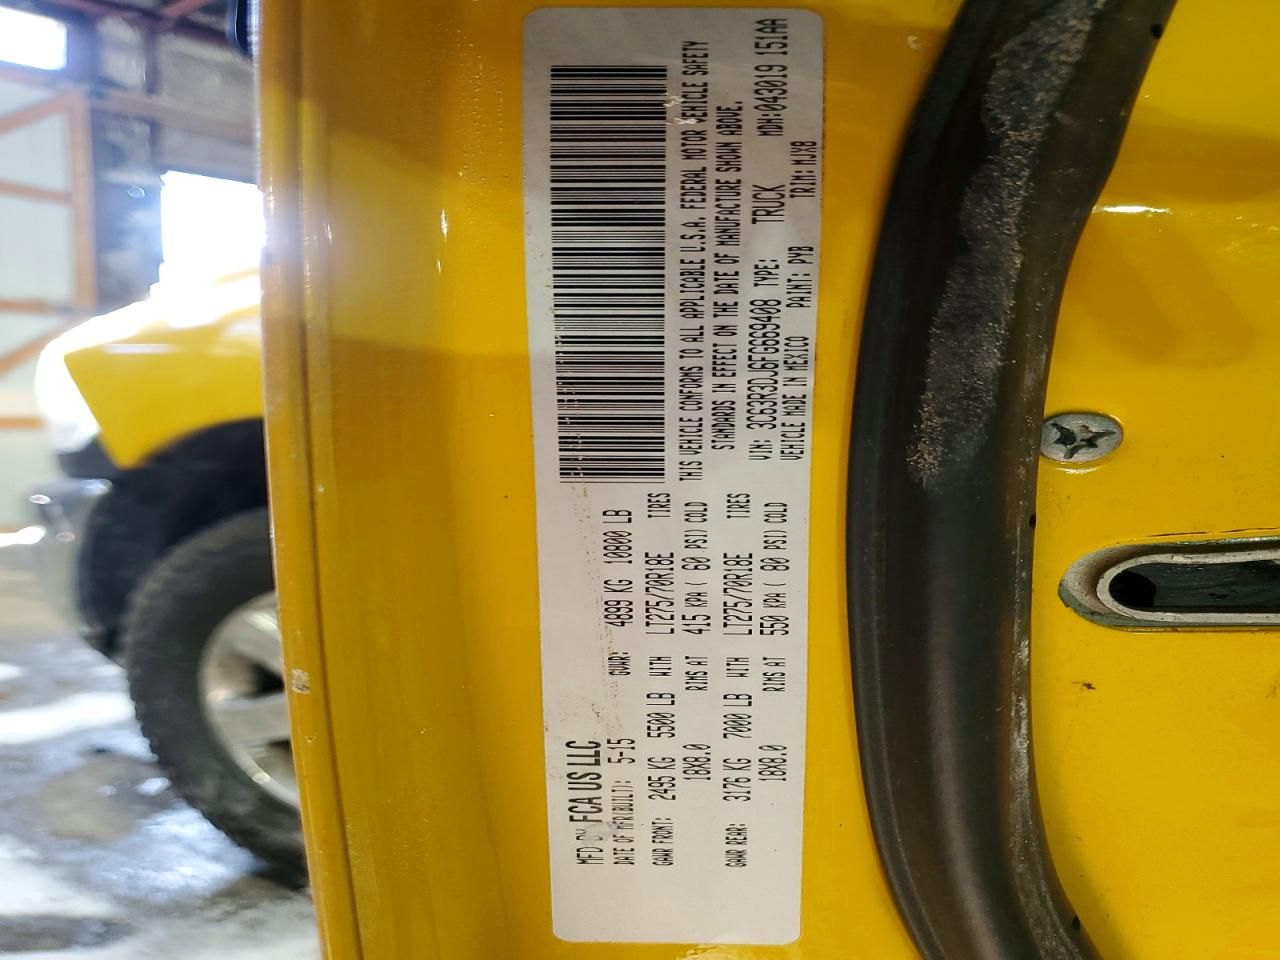 MFD BY FCA US LLC
DATE OF MFR(BUILT): 5-15 GVWR: 4899 KG 10800 LB
GAWR FRONT: 2495 KG 5500 LB WITH LT275/70R18E TIRES
18X8.0 RIMS AT 415 KPA ( 60 PSI) COLD
GAWR REAR: 3176 KG 7000 LB WITH LT275/70R18E TIRES
18X8.0 RIMS AT 550 KPA ( 80 PSI) COLD
THIS VEHICLE CONFORMS TO ALL APPLICABLE U.S.A. FEDERAL MOTOR VEHICLE SAFETY
STANDARDS IN EFFECT ON THE DATE OF MANUFACTURE SHOWN ABOVE.
VIN: 3C63R3DJ6FG669408 TYPE: TRUCK MDH: 043019 151AA
VEHICLE MADE IN MEXICO PAINT: PYB TRIM: MJX8